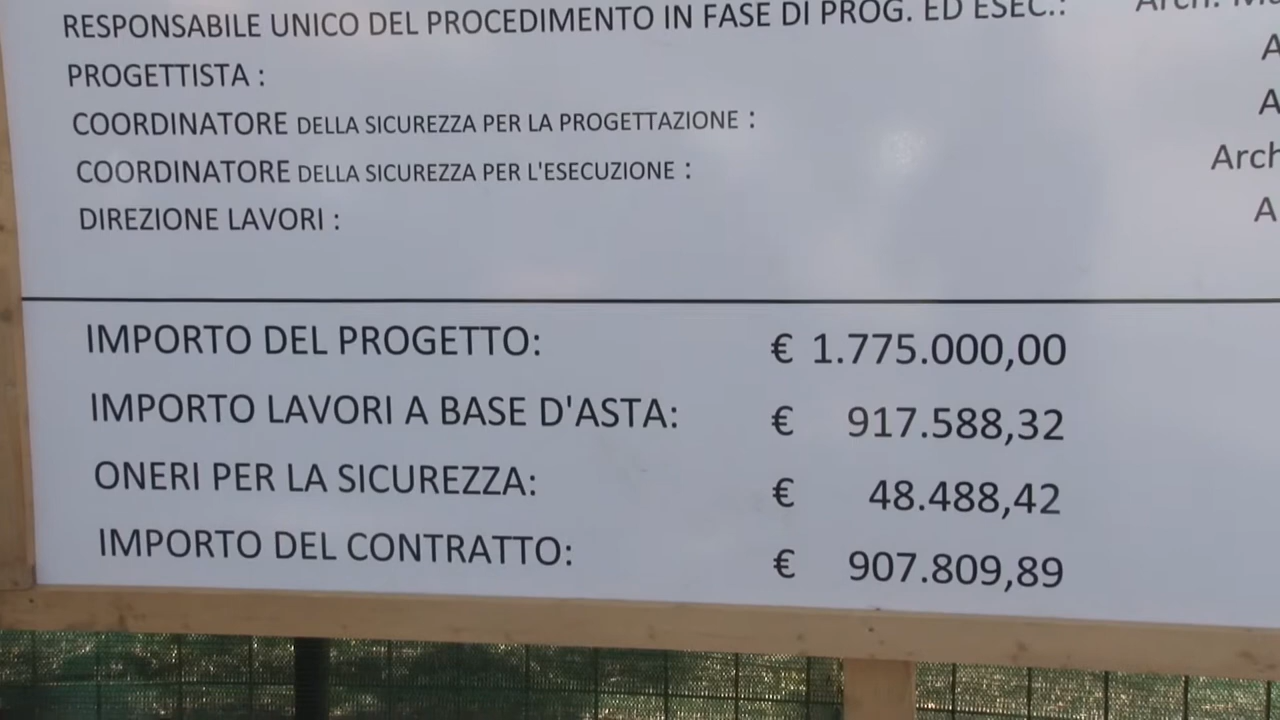 RESPONSABILE UNICO DEL PROCEDIMENTO IN FASE DI PROG. ED ESEC.: Arch.
PROGETTISTA : A
COORDINATORE DELLA SICUREZZA PER LA PROGETTAZIONE : A
COORDINATORE DELLA SICUREZZA PER L'ESECUZIONE : Arch
DIREZIONE LAVORI : A
IMPORTO DEL PROGETTO: € 1.775.000,00
IMPORTO LAVORI A BASE D'ASTA: € 917.588,32
ONERI PER LA SICUREZZA: € 48.488,42
IMPORTO DEL CONTRATTO: € 907.809,89